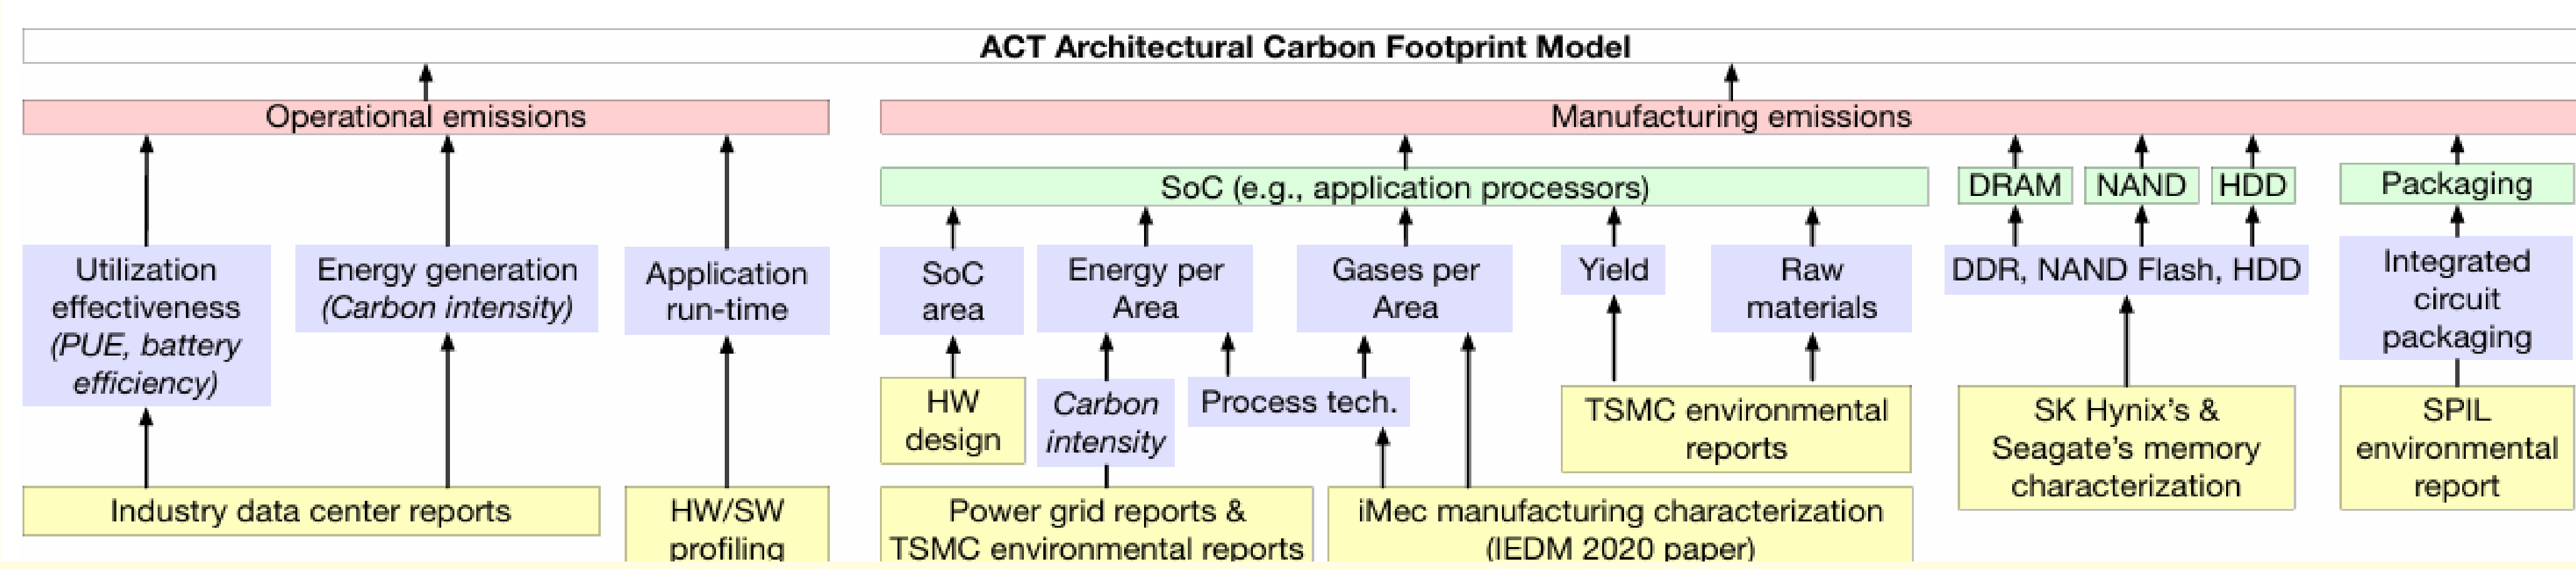 ACT Architectural Carbon Footprint Model
Operational emissions
Manufacturing emissions
SoC (e.g., application processors)
DRAM
NAND
HDD
Packaging
Utilization
effectiveness
(PUE, battery
efficiency)
Energy generation
(Carbon intensity)
Application
run-time
SoC
area
Energy per
Area
Gases per
Area
Yield
Raw
materials
DDR, NAND Flash, HDD
Integrated
circuit
packaging
HW
design
Carbon
intensity
Process tech.
TSMC environmental
reports
SK Hynix's &
Seagate's memory
characterization
SPIL
environmental
report
Industry data center reports
HW/SW
profiling
Power grid reports &
TSMC environmental reports
iMec manufacturing characterization
(IEDM 2020 paper)